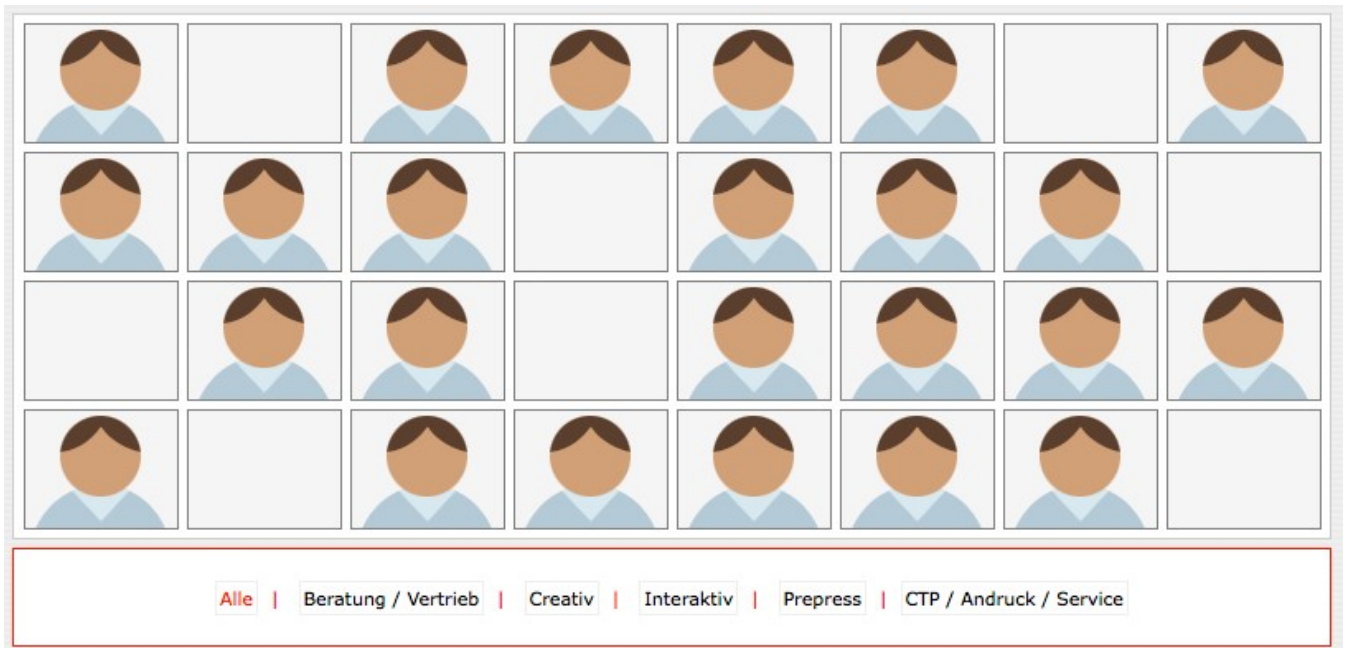 Alle | Beratung / Vertrieb | Creativ | Interaktiv | Prepress | CTP / Andruck / Service